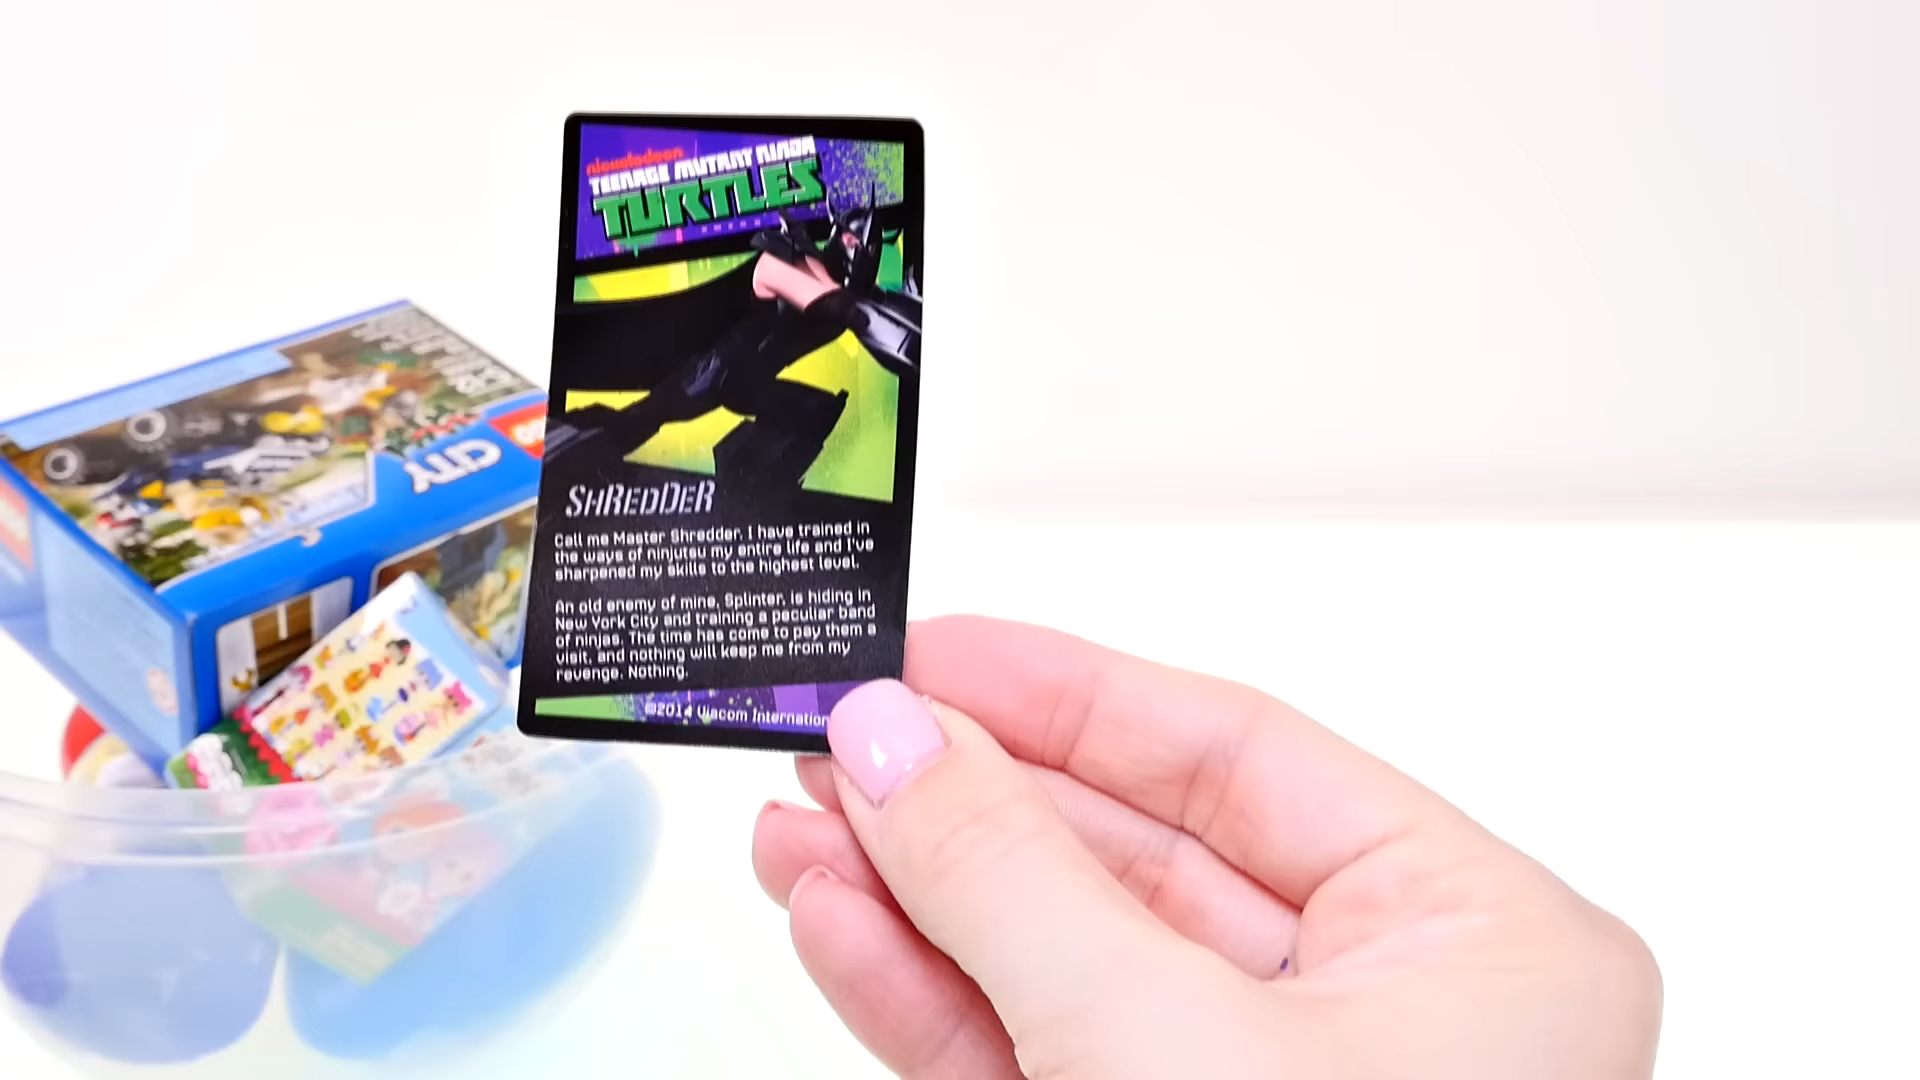 nickelodeon
TEENAGE MUTANT NINJA
TURTLES
SHREDDER
Call me Master Shredder. I have trained in
the ways of ninjutsu my entire life and I've
sharpened my skills to the highest level.
An old enemy of mine, Splinter, is hiding in
New York City and training a peculiar band
of ninjas. The time has come to pay them a
visit, and nothing will keep me from my
revenge. Nothing.
©2014 Viacom Internation
CITY